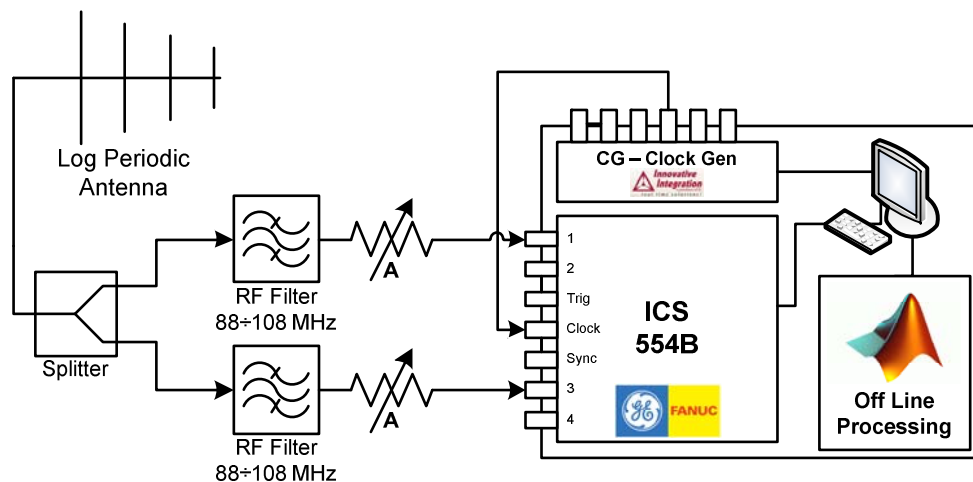 Log Periodic
Antenna
Splitter
RF Filter
88÷108 MHz
A
RF Filter
88÷108 MHz
A
CG – Clock Gen
Innovative
Integration
1
2
Trig
Clock
Sync
3
4
ICS
554B
GE
FANUC
Off Line
Processing